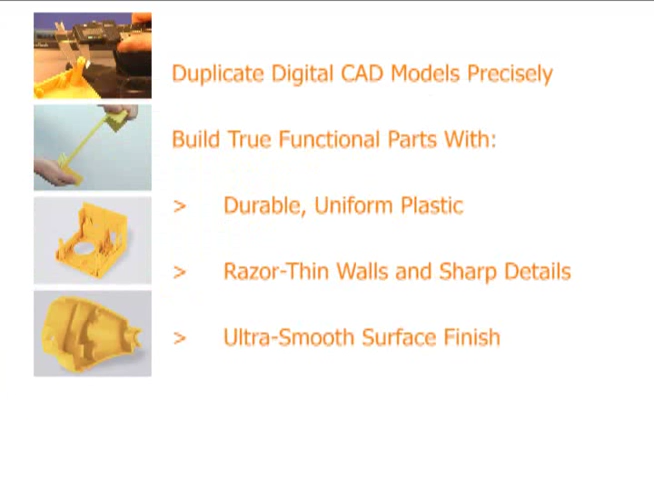 Duplicate Digital CAD Models Precisely
Build True Functional Parts With:
> Durable, Uniform Plastic
> Razor-Thin Walls and Sharp Details
> Ultra-Smooth Surface Finish